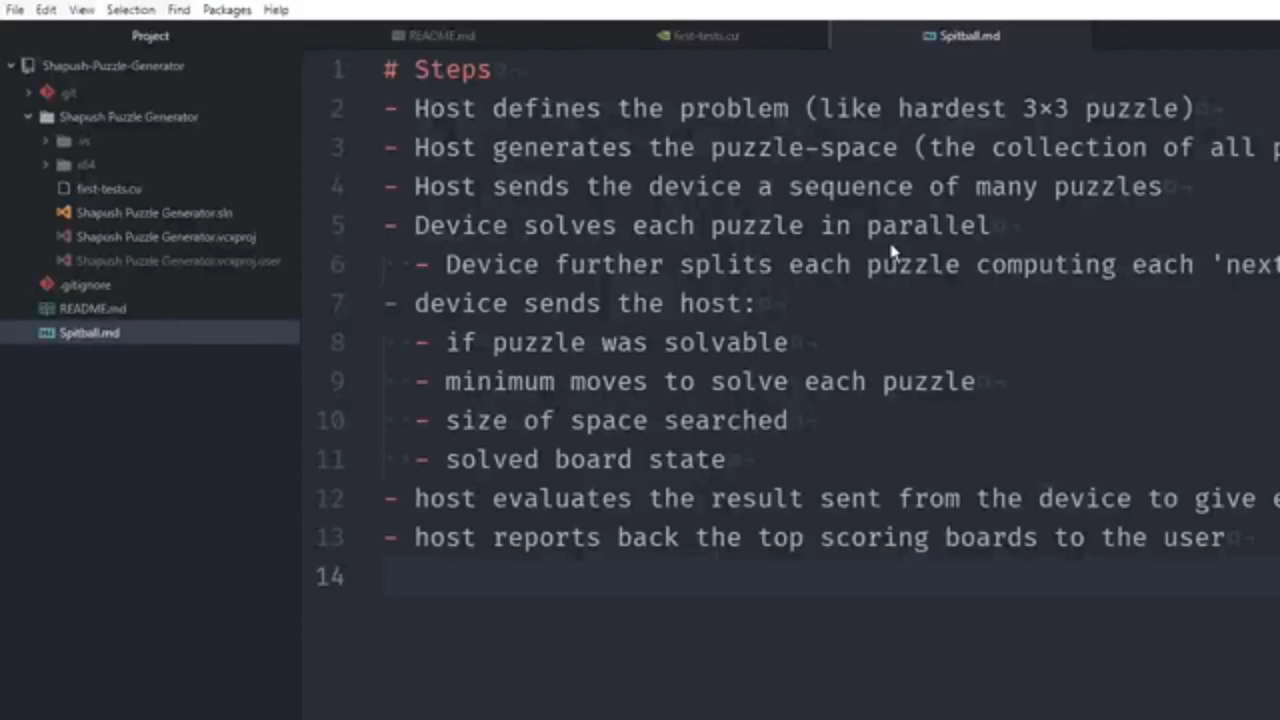 File Edit View Selection Find Packages Help
Project
README.md
first-tests.cu
Spitball.md
Shapush-Puzzle-Generator
.git
Shapush Puzzle Generator
.vs
x64
first-tests.cu
Shapush Puzzle Generator.sln
Shapush Puzzle Generator.vcxproj
Shapush Puzzle Generator.vcxproj.user
.gitignore
README.md
Spitball.md
1 # Steps
2 - Host defines the problem (like hardest 3×3 puzzle)
3 - Host generates the puzzle-space (the collection of all p
4 - Host sends the device a sequence of many puzzles
5 - Device solves each puzzle in parallel
6 - Device further splits each puzzle computing each 'next
7 - device sends the host:
8 - if puzzle was solvable
9 - minimum moves to solve each puzzle
10 - size of space searched
11 - solved board state
12 - host evaluates the result sent from the device to give e
13 - host reports back the top scoring boards to the user
14